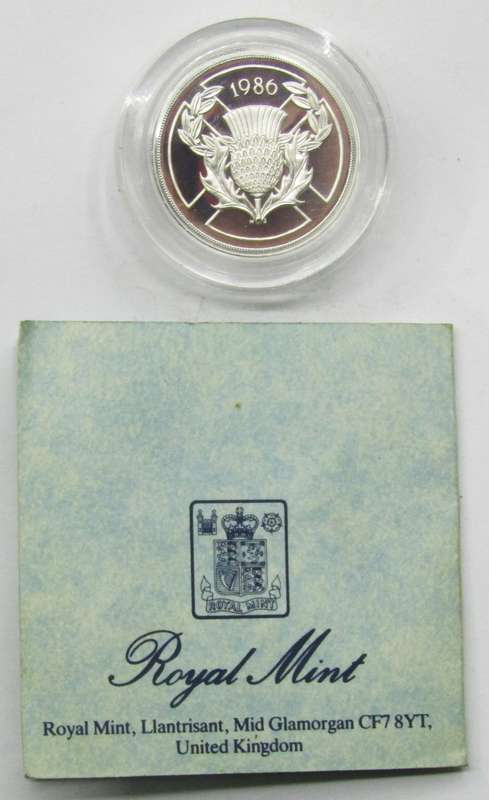 1986
ROYAL MINT
Royal Mint
Royal Mint, Llantrisant, Mid Glamorgan CF7 8YT,
United Kingdom